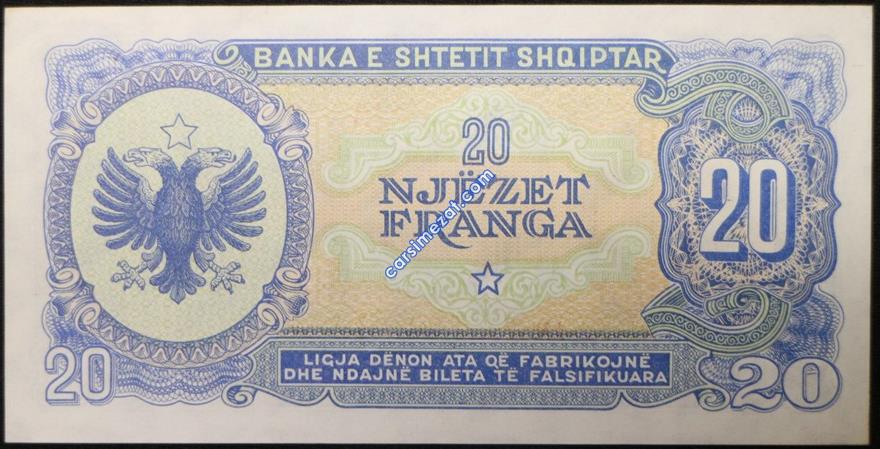 BANKA E SHTETIT SHQIPTAR
20
NJËZET
FRANGA
20
carsimezat.com
LIGJA DËNON ATA QË FABRIKOJNË
DHE NDAJNË BILETA TË FALSIFIKUARA
20
20